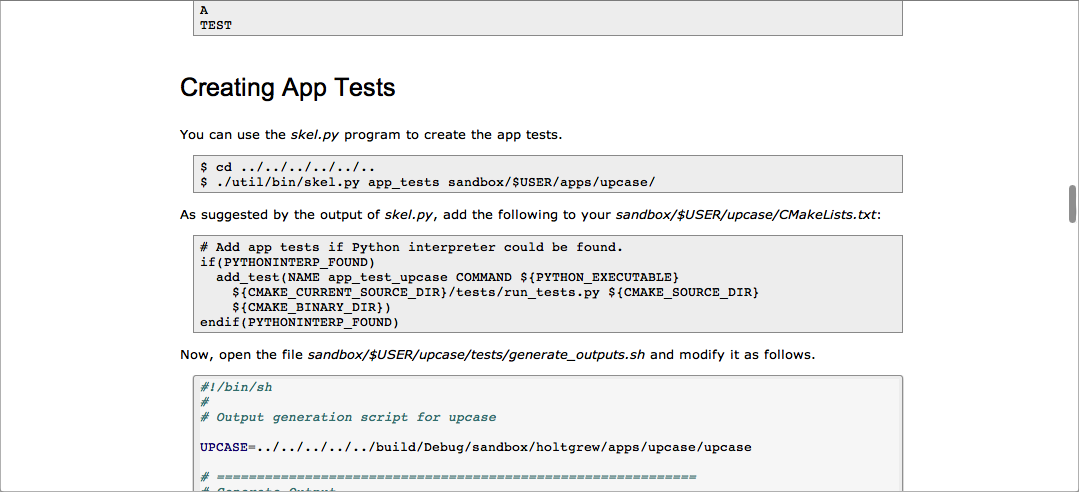 A
TEST
Creating App Tests
You can use the skel.py program to create the app tests.
$ cd ../../../../../..
$ ./util/bin/skel.py app_tests sandbox/$USER/apps/upcase/
As suggested by the output of skel.py, add the following to your sandbox/$USER/upcase/CMakeLists.txt:
# Add app tests if Python interpreter could be found.
if(PYTHONINTERP_FOUND)
  add_test(NAME app_test_upcase COMMAND ${PYTHON_EXECUTABLE}
    ${CMAKE_CURRENT_SOURCE_DIR}/tests/run_tests.py ${CMAKE_SOURCE_DIR}
    ${CMAKE_BINARY_DIR})
endif(PYTHONINTERP_FOUND)
Now, open the file sandbox/$USER/upcase/tests/generate_outputs.sh and modify it as follows.
#!/bin/sh
#
# Output generation script for upcase
UPCASE=../../../../../build/Debug/sandbox/holtgrew/apps/upcase/upcase
# ============================================================
# Generate Output